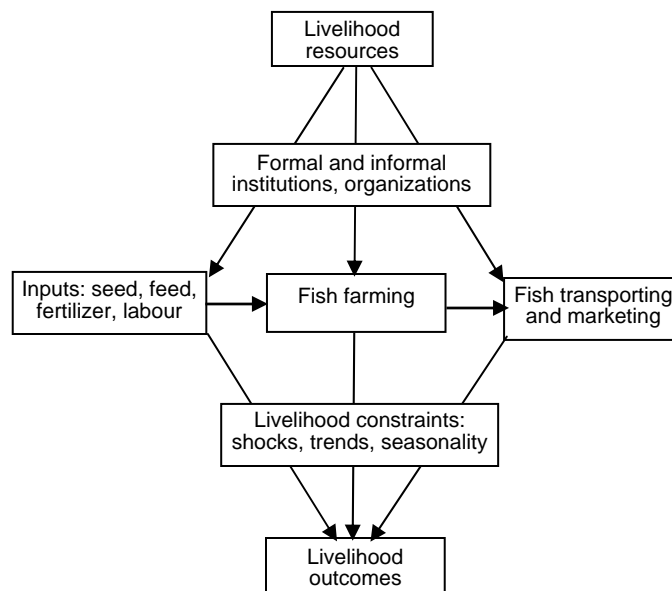 Livelihood
resources
Formal and informal
institutions, organizations
Inputs: seed, feed,
fertilizer, labour
Fish farming
Fish transporting
and marketing
Livelihood constraints:
shocks, trends, seasonality
Livelihood
outcomes